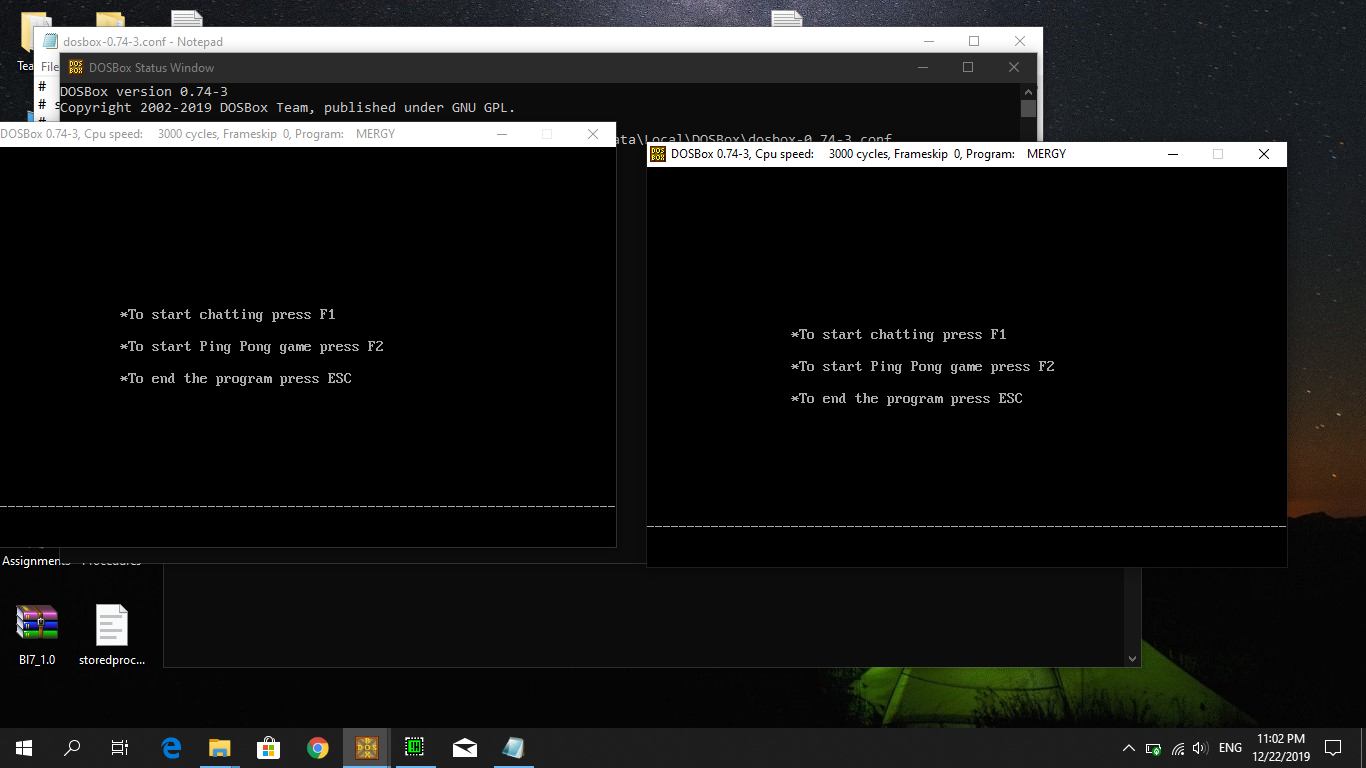 dosbox-0.74-3.conf - Notepad
File
DOSBox Status Window
#
DOSBox version 0.74-3
#
Copyright 2002-2019 DOSBox Team, published under GNU GPL.
#
DOSBox 0.74-3, Cpu speed: 3000 cycles, Frameskip 0, Program: MERGY
ata\Local\DOSBox\dosbox-0.74-3.conf
*To start chatting press F1
*To start Ping Pong game press F2
*To end the program press ESC
DOSBox 0.74-3, Cpu speed: 3000 cycles, Frameskip 0, Program: MERGY
*To start chatting press F1
*To start Ping Pong game press F2
*To end the program press ESC
Assignments
Procedures
BI7_1.0
storedproc...
ENG
11:02 PM
12/22/2019